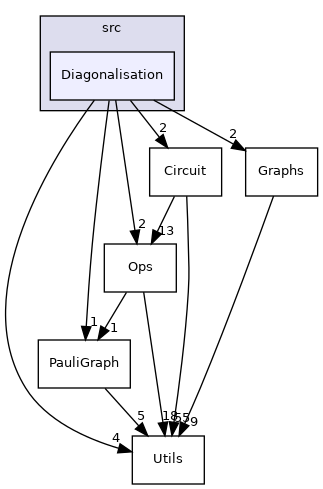 src
Diagonalisation
2
2
Circuit
Graphs
2
13
Ops
1
1
PauliGraph
5
18
55
9
4
Utils